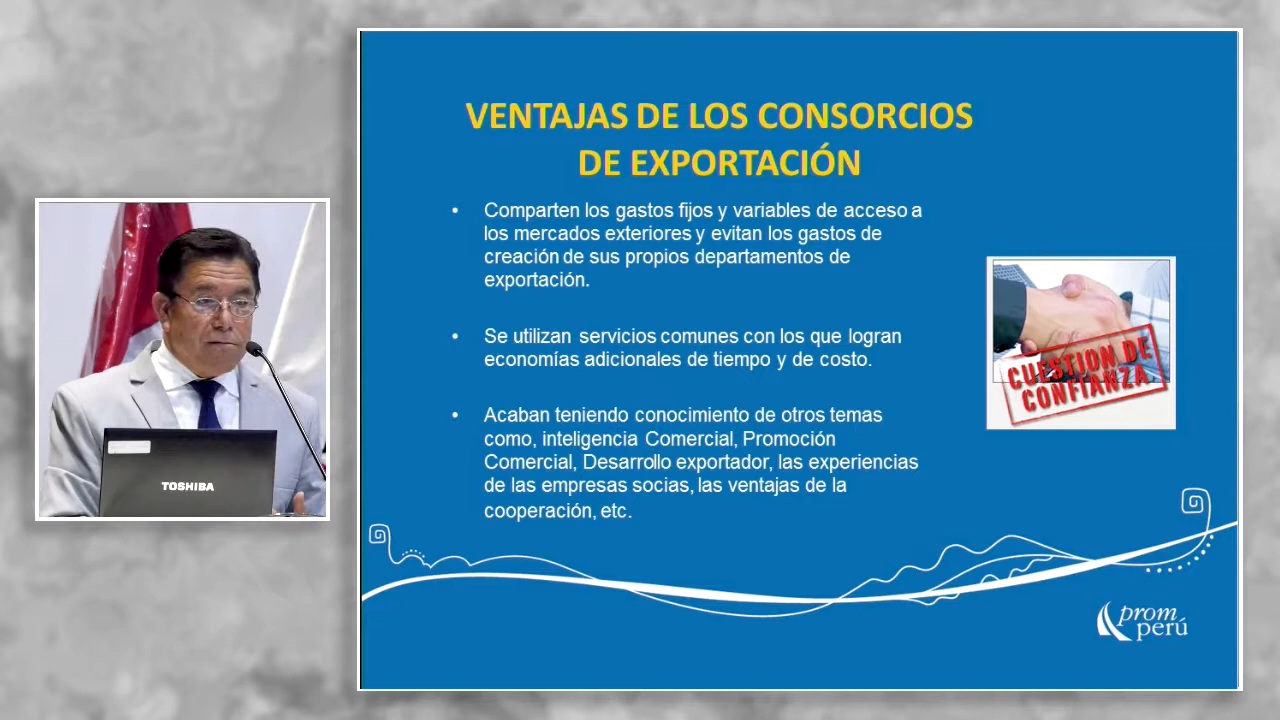 VENTAJAS DE LOS CONSORCIOS
DE EXPORTACIÓN
• Comparten los gastos fijos y variables de acceso a
los mercados exteriores y evitan los gastos de
creación de sus propios departamentos de
exportación.
• Se utilizan servicios comunes con los que logran
economías adicionales de tiempo y de costo.
• Acaban teniendo conocimiento de otros temas
como, inteligencia Comercial, Promoción
Comercial, Desarrollo exportador, las experiencias
de las empresas socias, las ventajas de la
cooperación, etc.
CUESTION DE
CONFIANZA
TOSHIBA
prom
perú